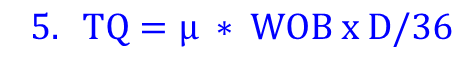 5. TQ = μ * WOB x D/36